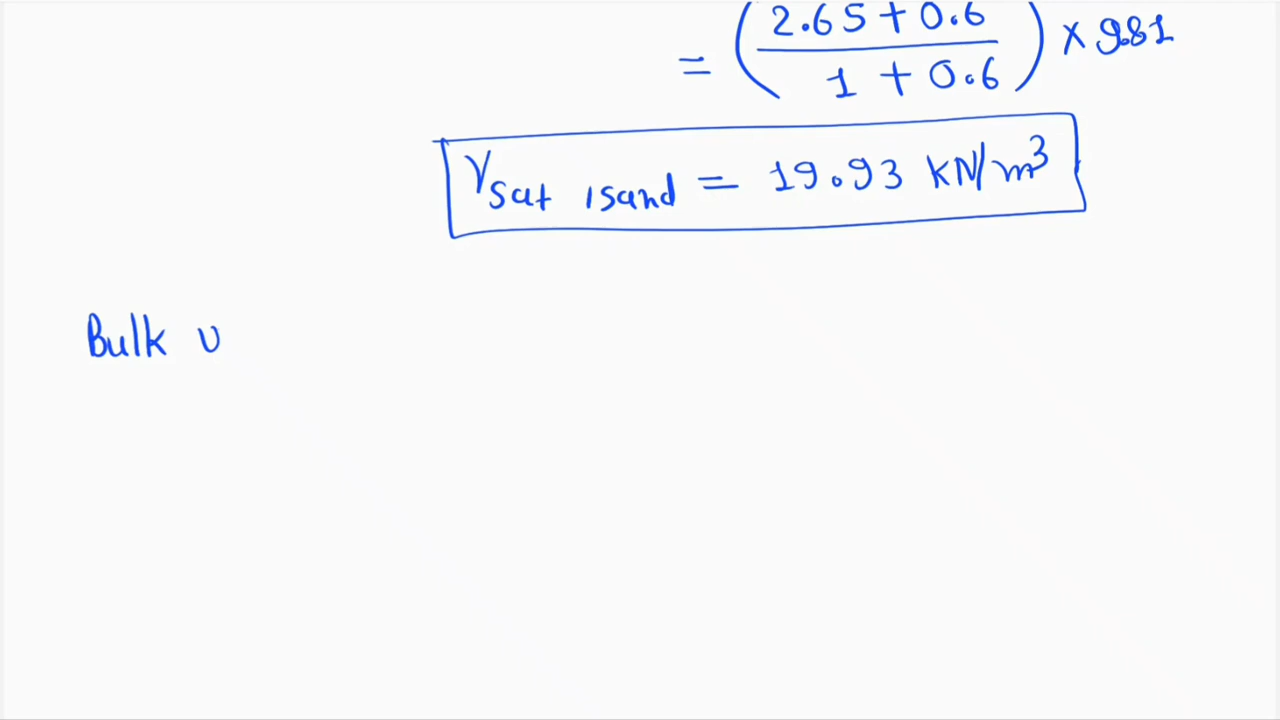 = (2.65 + 0.6 / 1 + 0.6) × 9.81
γsat, sand = 19.93 kN/m³
Bulk u